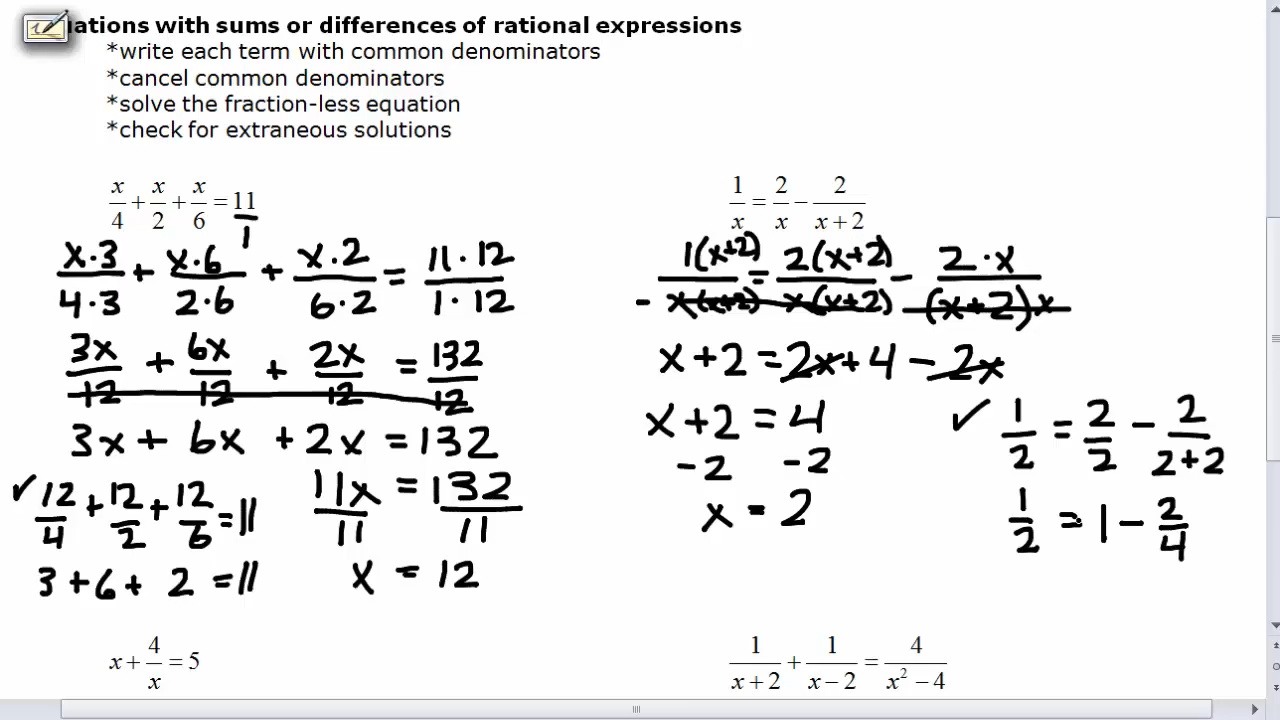 uations with sums or differences of rational expressions
*write each term with common denominators
*cancel common denominators
*solve the fraction-less equation
*check for extraneous solutions
x/4 + x/2 + x/6 = 11/1
x·3/4·3 + x·6/2·6 + x·2/6·2 = 11·12/1·12
3x/12 + 6x/12 + 2x/12 = 132/12
3x + 6x + 2x = 132
11x/11 = 132/11
x = 12
✓ 12/4 + 12/2 + 12/6 = 11
3 + 6 + 2 = 11
1/x = 2/x - 2/(x+2)
1(x+2)/x(x+2) = 2(x+2)/x(x+2) - 2·x/(x+2)x
x + 2 = 2x + 4 - 2x
x + 2 = 4
-2 -2
x = 2
✓ 1/2 = 2/2 - 2/(2+2)
1/2 = 1 - 2/4
x + 4/x = 5
1/(x+2) + 1/(x-2) = 4/(x² - 4)